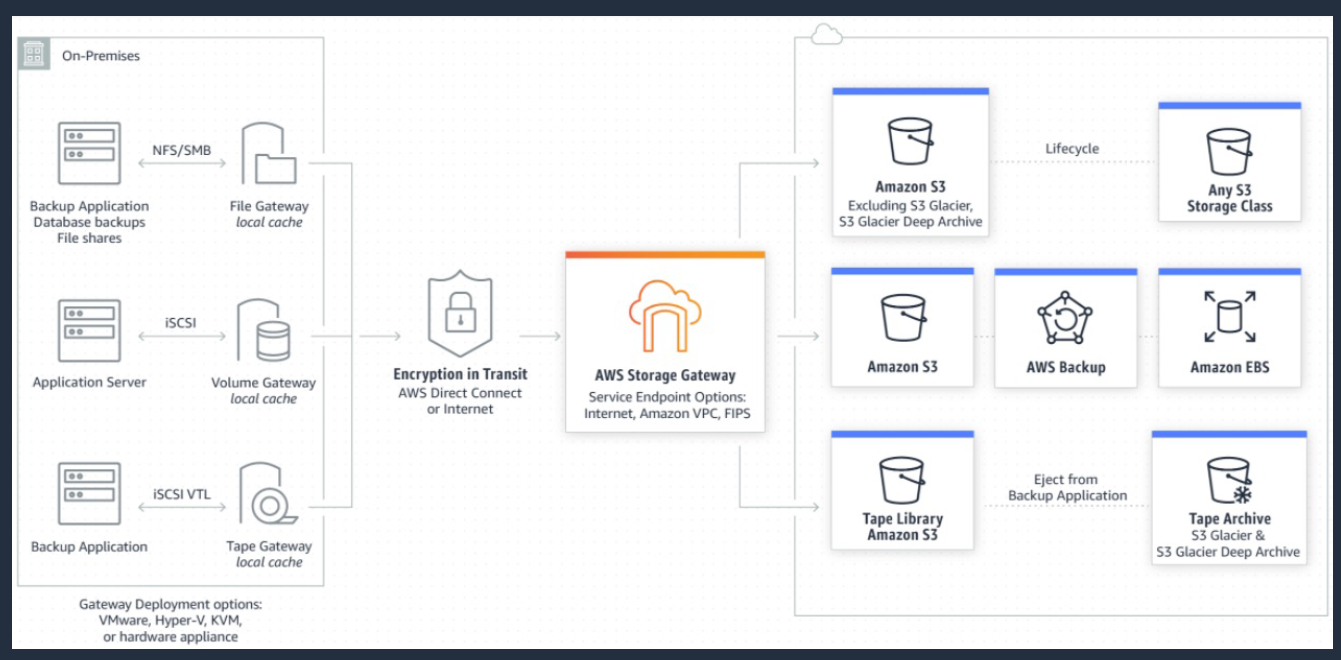 On-Premises
NFS/SMB
Backup Application
Database backups
File shares
File Gateway
local cache
iSCSI
Application Server
Volume Gateway
local cache
iSCSI VTL
Backup Application
Tape Gateway
local cache
Gateway Deployment options:
VMware, Hyper-V, KVM,
or hardware appliance
Encryption in Transit
AWS Direct Connect
or Internet
AWS Storage Gateway
Service Endpoint Options:
Internet, Amazon VPC, FIPS
Amazon S3
Excluding S3 Glacier,
S3 Glacier Deep Archive
Lifecycle
Any S3
Storage Class
Amazon S3
AWS Backup
Amazon EBS
Tape Library
Amazon S3
Eject from
Backup Application
Tape Archive
S3 Glacier &
S3 Glacier Deep Archive